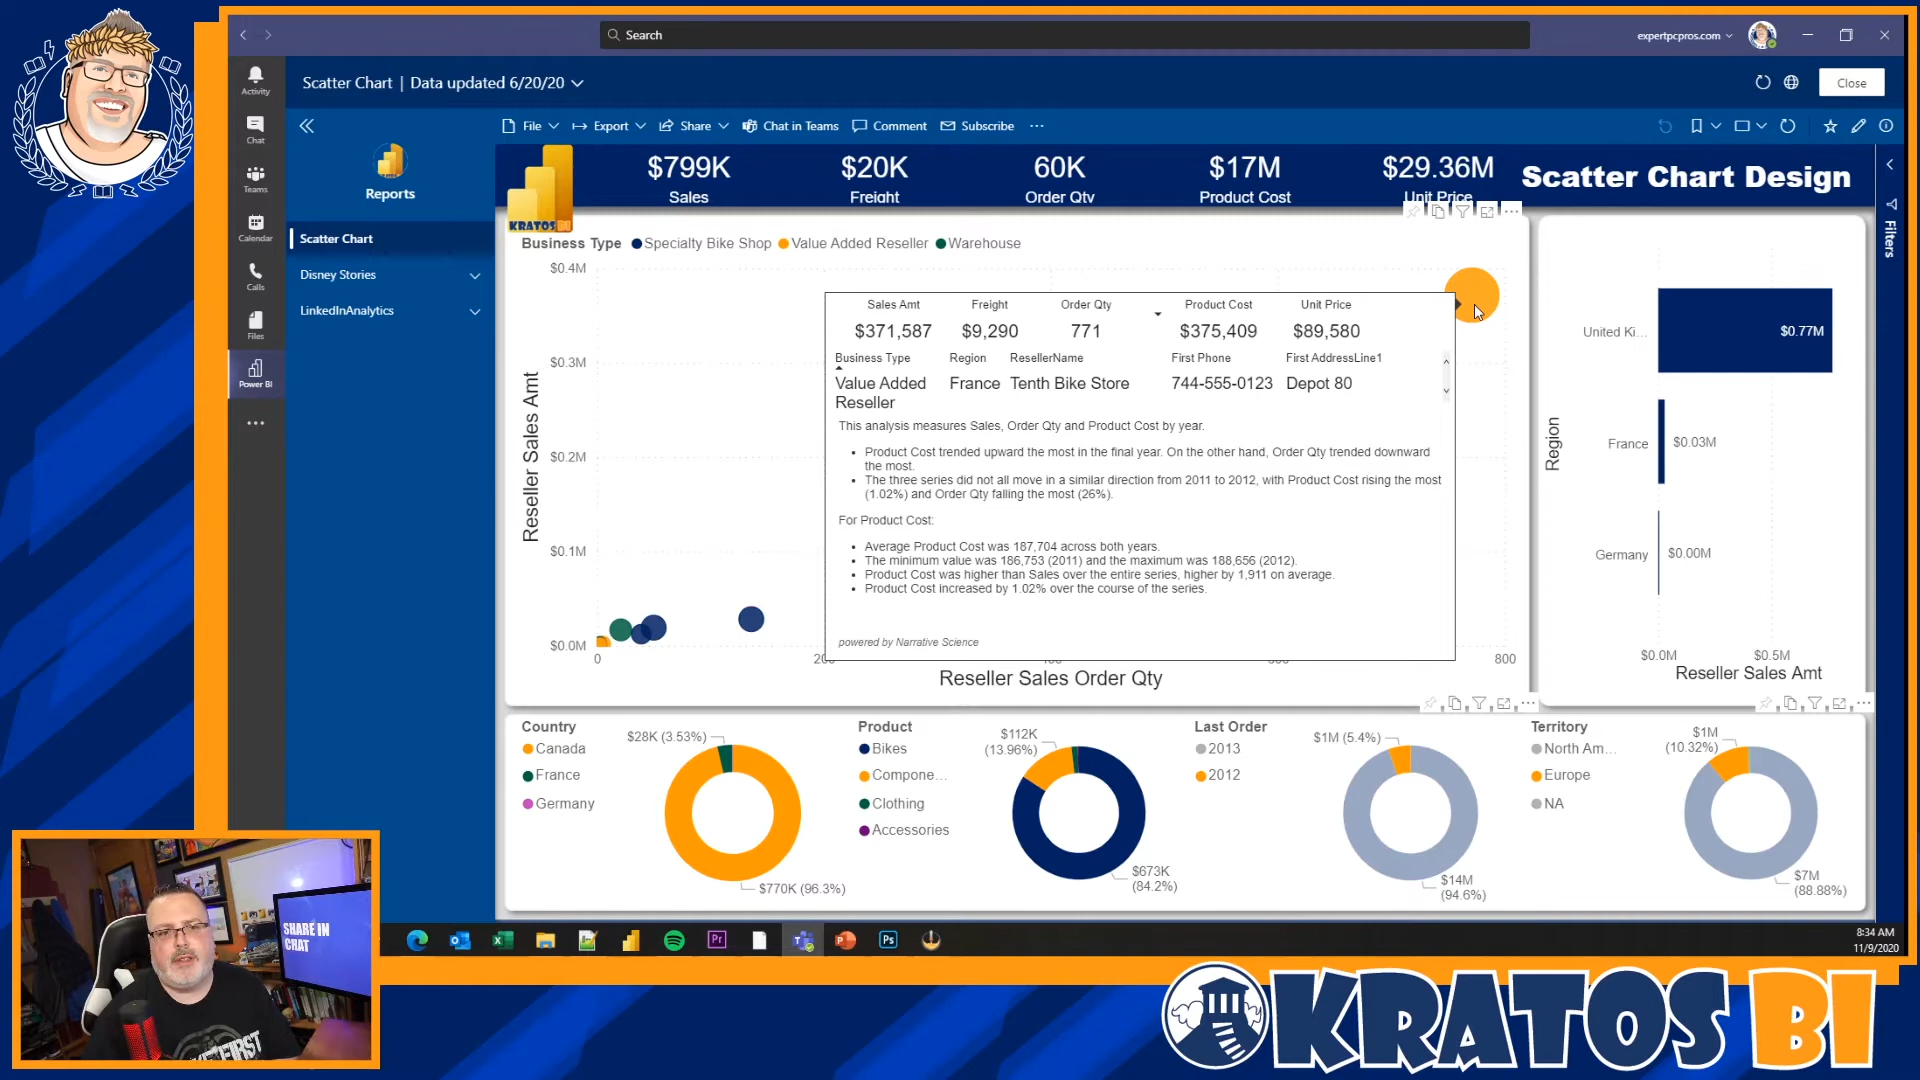 Search
expertpcpros.com
Scatter Chart | Data updated 6/20/20
Close
Activity
Chat
Teams
Calendar
Calls
Files
Power BI
Reports
Scatter Chart
Disney Stories
LinkedInAnalytics
File
Export
Share
Chat in Teams
Comment
Subscribe
KRATOS BI
$799K
Sales
$20K
Freight
60K
Order Qty
$17M
Product Cost
$29.36M
Unit Price
Scatter Chart Design
Filters
Business Type Specialty Bike Shop Value Added Reseller Warehouse
$0.4M
$0.3M
$0.2M
$0.1M
$0.0M
Reseller Sales Amt
0
800
Reseller Sales Order Qty
Sales Amt Freight Order Qty Product Cost Unit Price
$371,587 $9,290 771 $375,409 $89,580
Business Type Region ResellerName First Phone First AddressLine1
Value Added France Tenth Bike Store 744-555-0123 Depot 80
Reseller
This analysis measures Sales, Order Qty and Product Cost by year.
• Product Cost trended upward the most in the final year. On the other hand, Order Qty trended downward
the most.
• The three series did not all move in a similar direction from 2011 to 2012, with Product Cost rising the most
(1.02%) and Order Qty falling the most (26%).
For Product Cost:
• Average Product Cost was 187,704 across both years.
• The minimum value was 186,753 (2011) and the maximum was 188,656 (2012).
• Product Cost was higher than Sales over the entire series, higher by 1,911 on average.
• Product Cost increased by 1.02% over the course of the series.
powered by Narrative Science
Region
United Ki...
$0.77M
France
$0.03M
Germany
$0.00M
$0.0M
$0.5M
Reseller Sales Amt
Country
Canada
France
Germany
$28K (3.53%)
$770K (96.3%)
Product
Bikes
Compone...
Clothing
Accessories
$112K
(13.96%)
$673K
(84.2%)
Last Order
2013
2012
$1M (5.4%)
$14M
(94.6%)
Territory
North Am...
Europe
NA
$1M
(10.32%)
$7M
(88.88%)
SHARE IN
CHAT
Pr
Ps
8:34 AM
11/9/2020
KRATOS BI